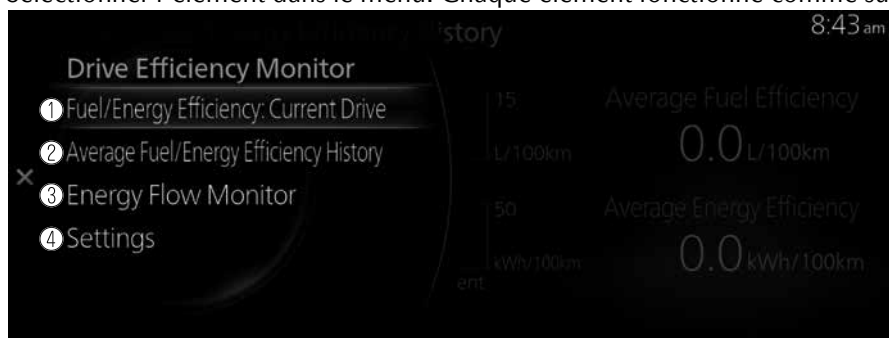 Sélectionner l'élément dans le menu. Chaque élément fonctionne comme su
8:43 am
story
Drive Efficiency Monitor
① Fuel/Energy Efficiency: Current Drive
② Average Fuel/Energy Efficiency History
③ Energy Flow Monitor
④ Settings
15
L/100km
50
kWh/100km
ent
Average Fuel Efficiency
0.0 L/100km
Average Energy Efficiency
0.0 kWh/100km